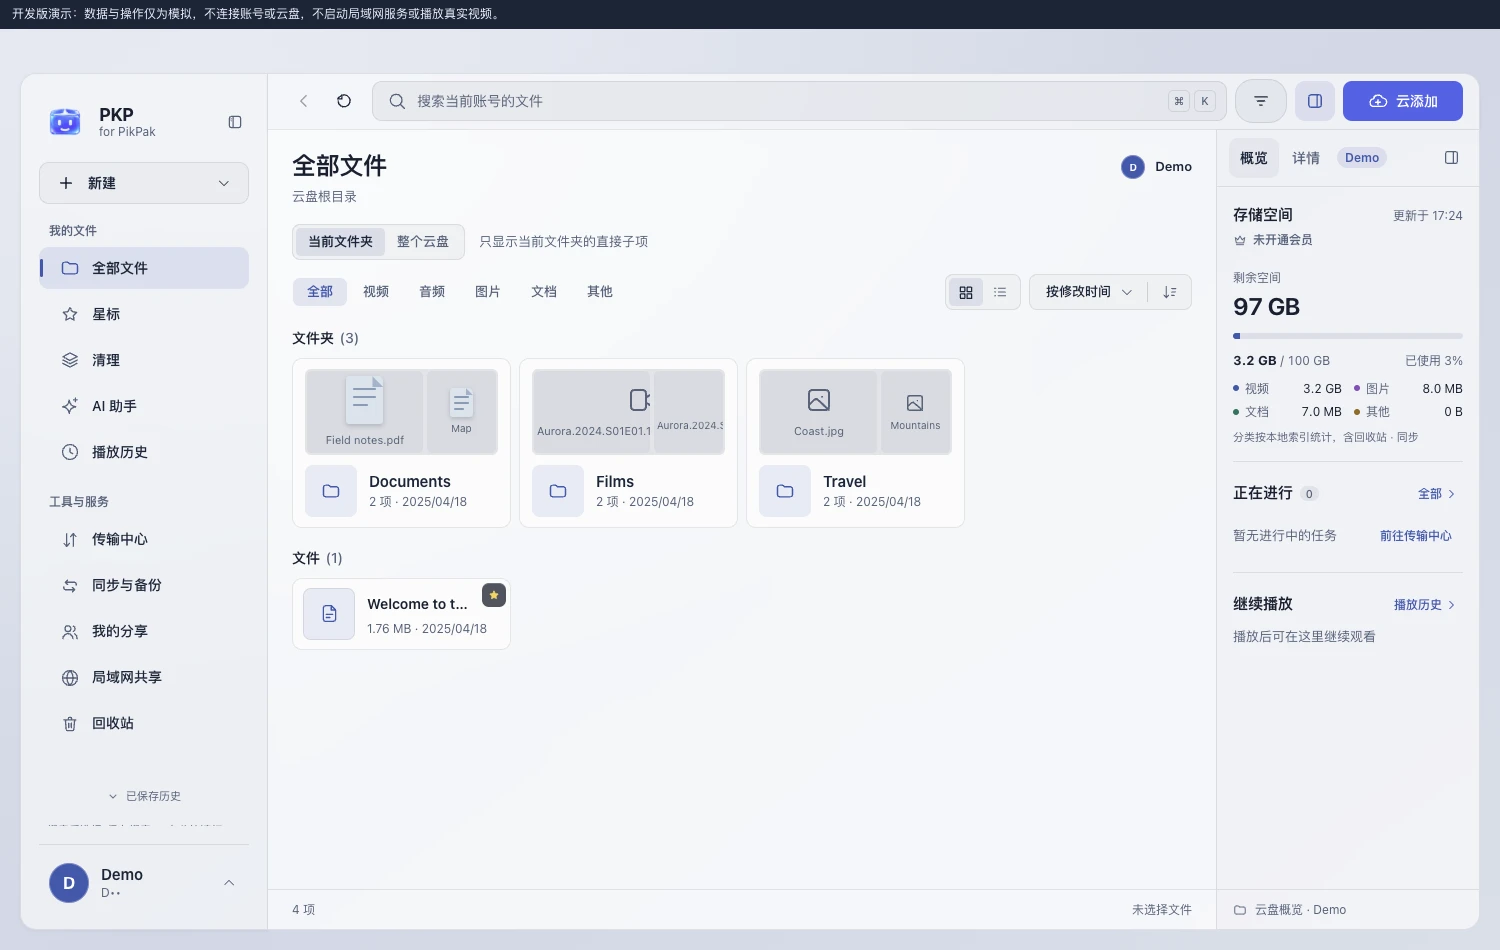 开发版演示：数据与操作仅为模拟，不连接账号或云盘，不启动局域网服务或播放真实视频。
PKP
for PikPak
新建
我的文件
全部文件
星标
清理
AI 助手
播放历史
工具与服务
传输中心
同步与备份
我的分享
局域网共享
回收站
已保存历史
D
Demo
D••
搜索当前账号的文件
⌘ K
云添加
全部文件
云盘根目录
D Demo
当前文件夹 整个云盘 只显示当前文件夹的直接子项
全部 视频 音频 图片 文档 其他
按修改时间
文件夹 (3)
Field notes.pdf
Map
Documents
2 项 · 2025/04/18
Aurora.2024.S01E01.1
Aurora.2024.S
Films
2 项 · 2025/04/18
Coast.jpg
Mountains
Travel
2 项 · 2025/04/18
文件 (1)
Welcome to t...
1.76 MB · 2025/04/18
4 项
未选择文件
概览 详情 Demo
存储空间 更新于 17:24
未开通会员
剩余空间
97 GB
3.2 GB / 100 GB 已使用 3%
视频 3.2 GB 图片 8.0 MB
文档 7.0 MB 其他 0 B
分类按本地索引统计，含回收站 · 同步
正在进行 0 全部
暂无进行中的任务 前往传输中心
继续播放 播放历史
播放后可在这里继续观看
云盘概览 · Demo